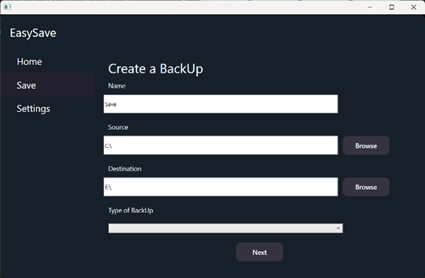 EasySave
Home
Save
Settings
Create a BackUp
Name
Save
Source
C:\
Browse
Destination
E:\
Browse
Type of BackUp
Next